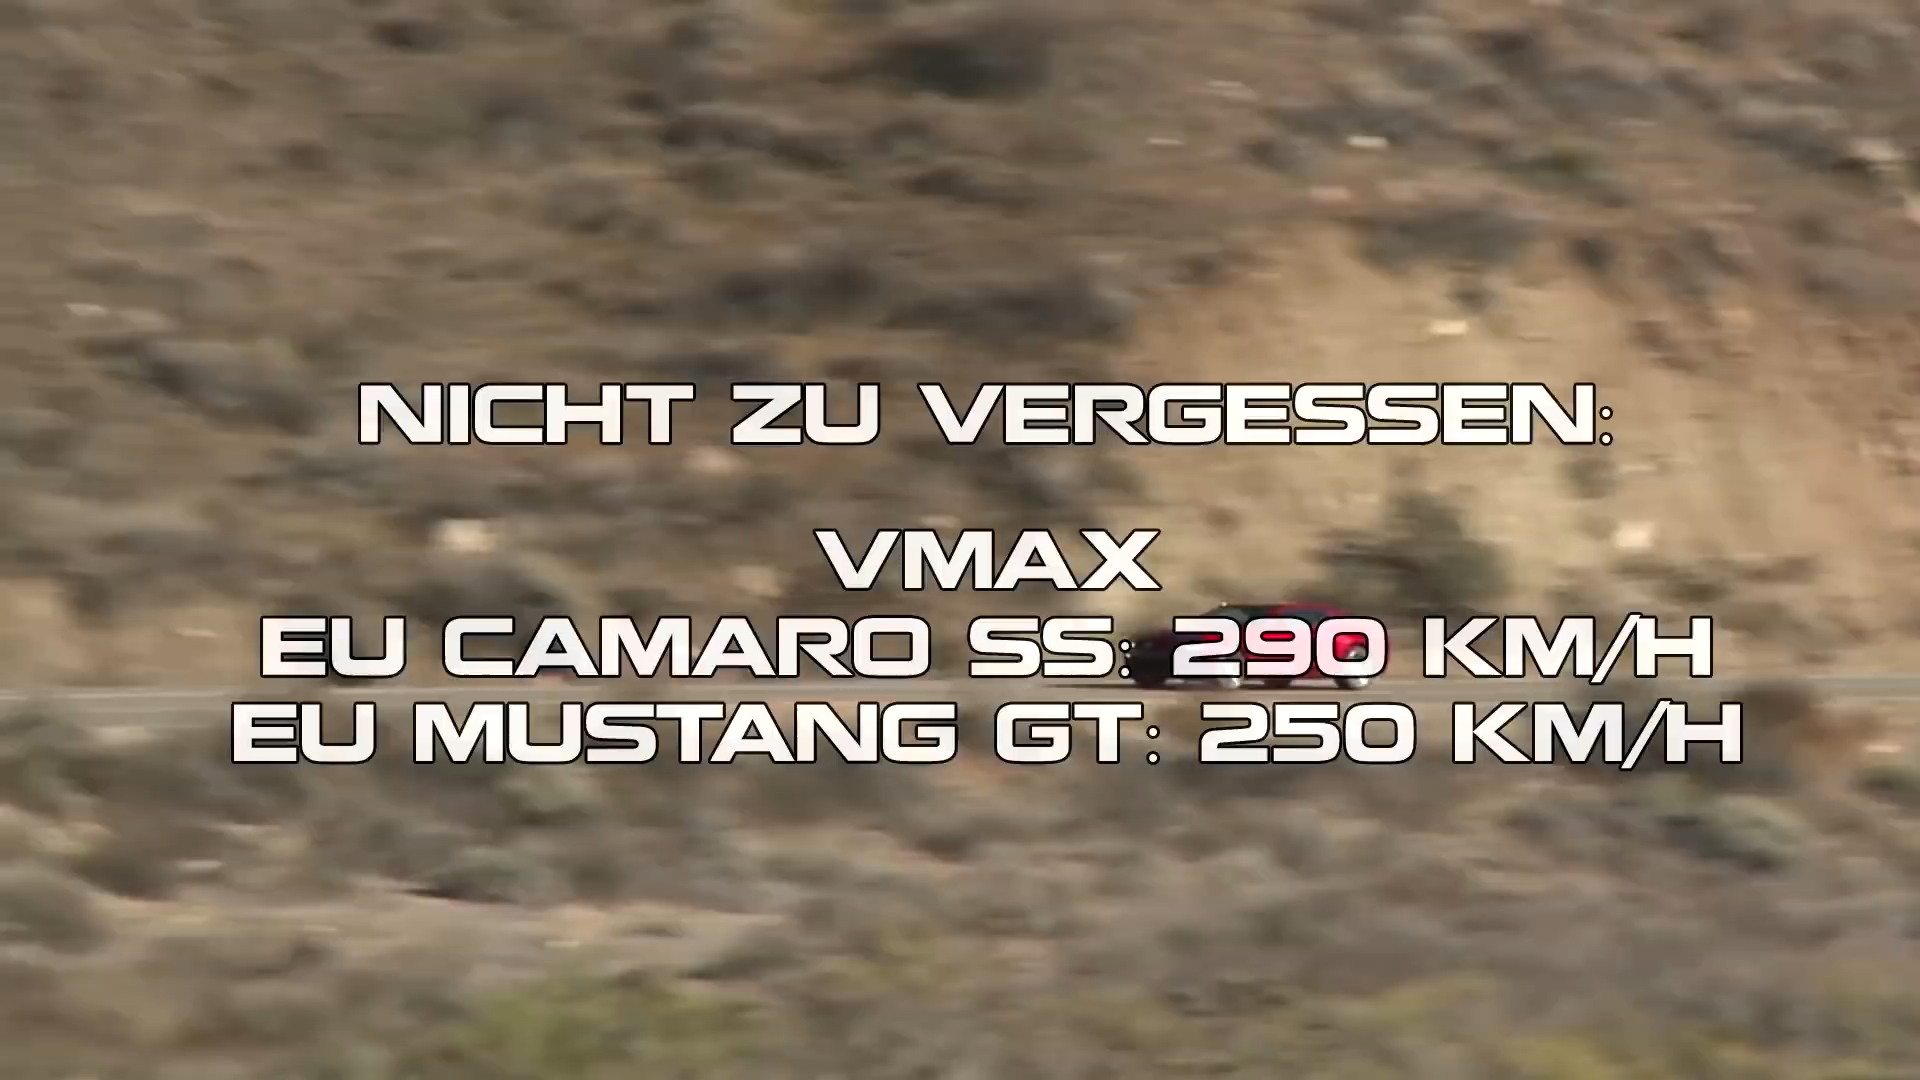 NICHT ZU VERGESSEN:
VMAX
EU CAMARO SS: 290 KM/H
EU MUSTANG GT: 250 KM/H